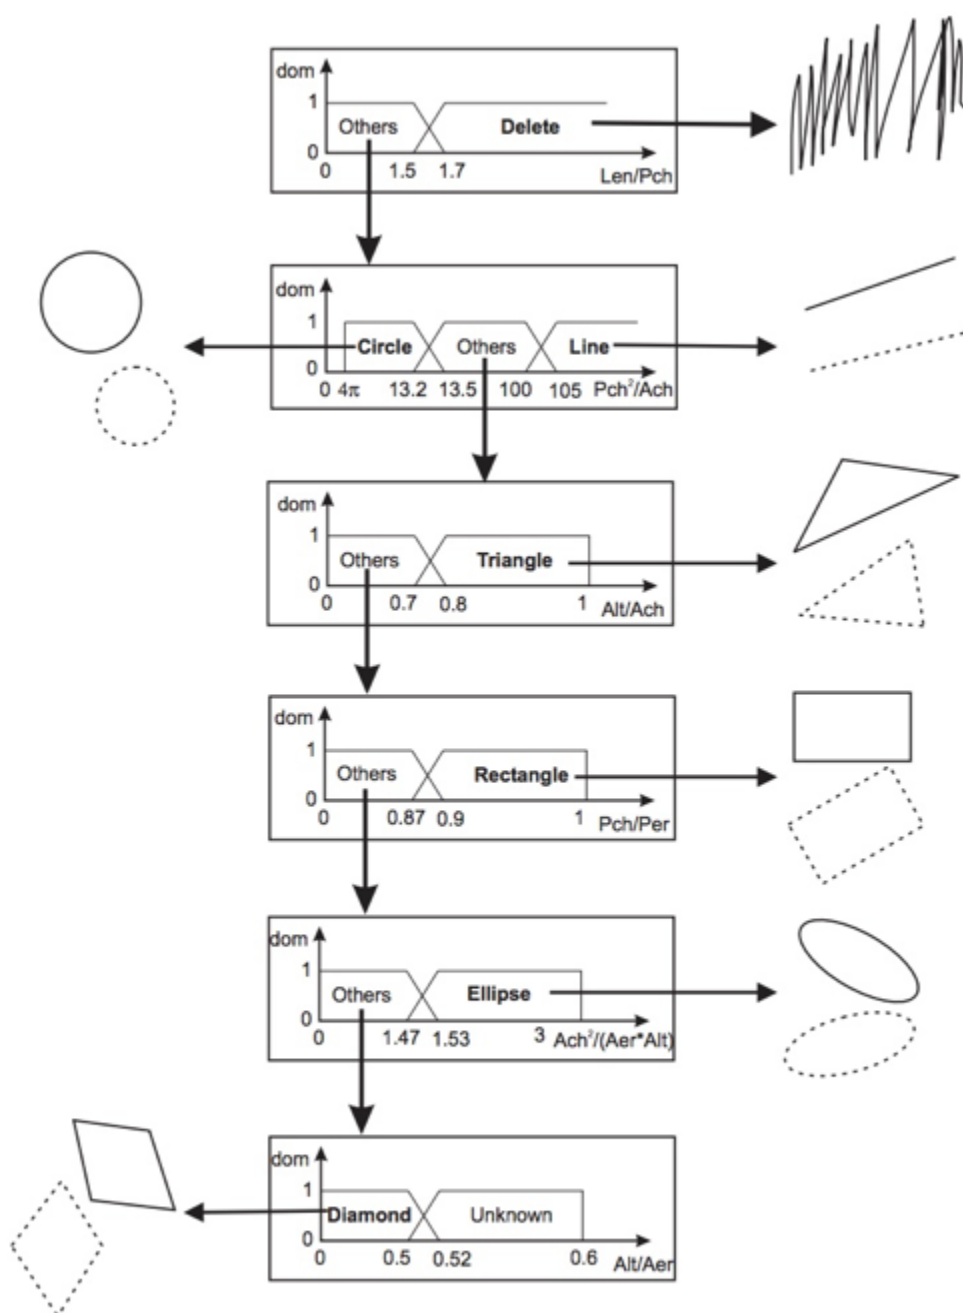 dom
1
Others
Delete
0
0
1.5
1.7
Len/Pch
dom
1
Circle
Others
Line
0
0
4π
13.2
13.5
100
105
Pch²/Ach
dom
1
Others
Triangle
0
0
0.7
0.8
1
Alt/Ach
dom
1
Others
Rectangle
0
0
0.87
0.9
1
Pch/Per
dom
1
Others
Ellipse
0
0
1.47
1.53
3
Ach²/(Aer*Alt)
dom
1
Diamond
Unknown
0
0
0.5
0.52
0.6
Alt/Aer